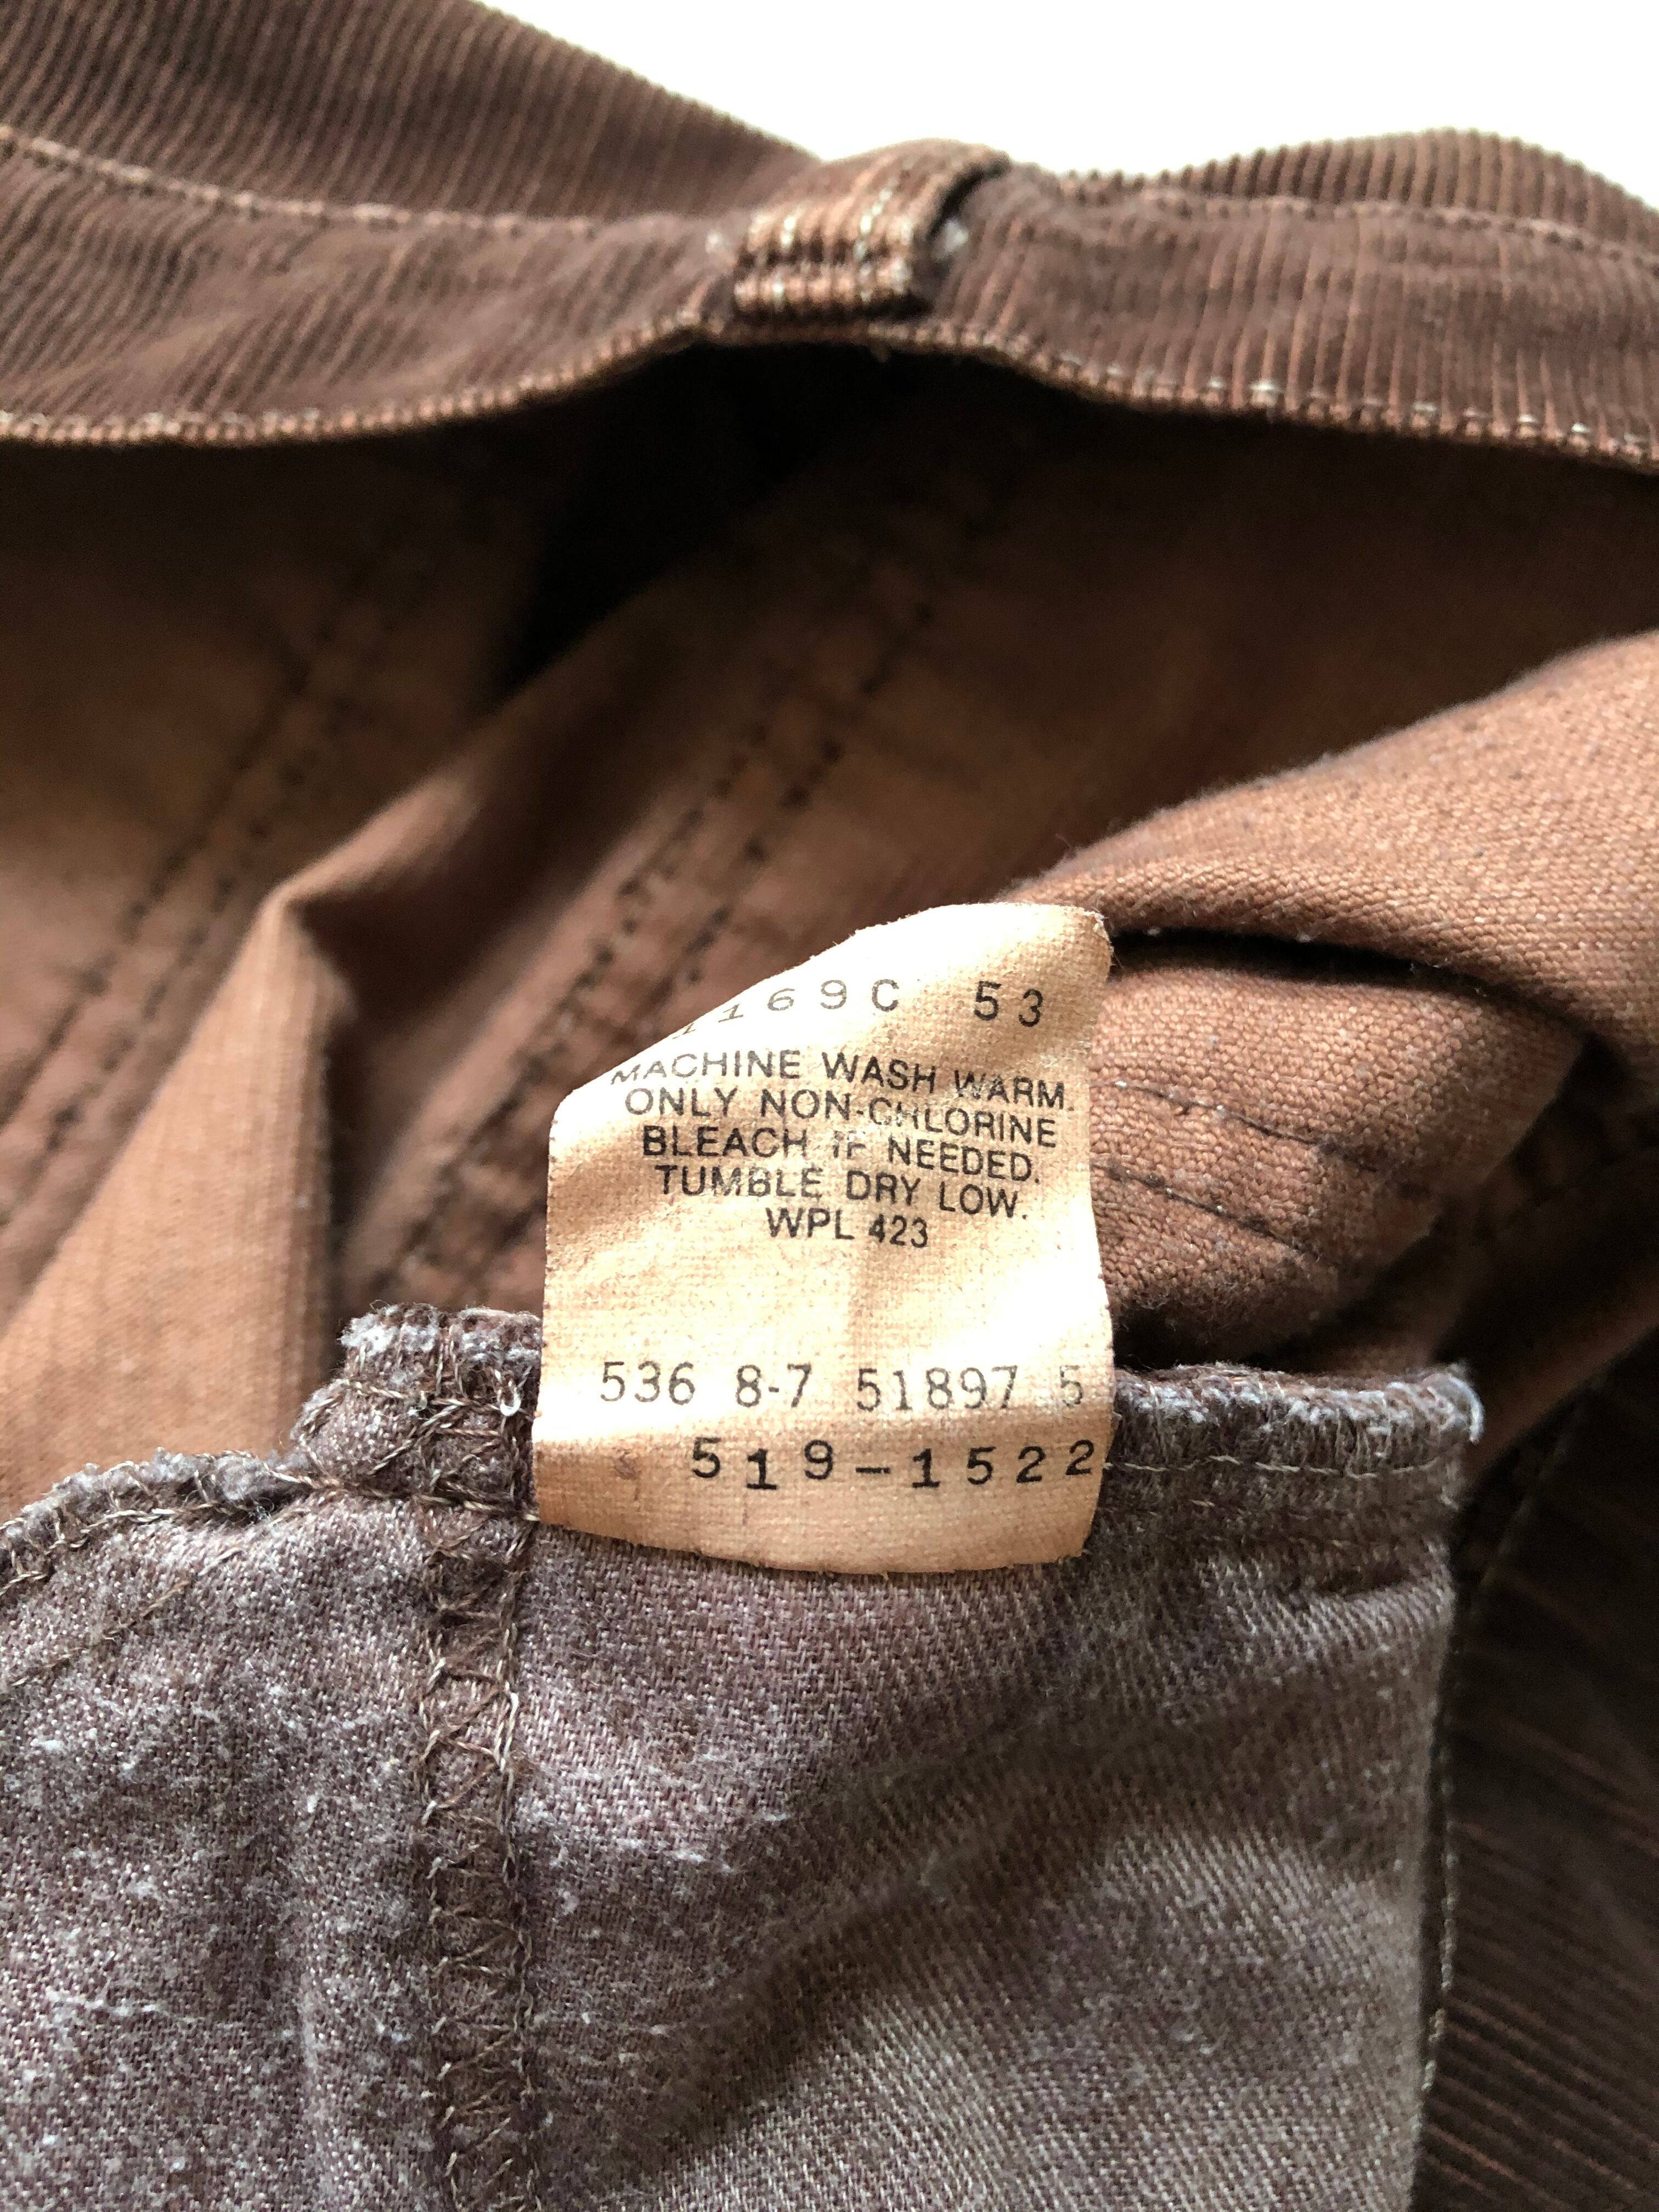 1169C 53
MACHINE WASH WARM.
ONLY NON-CHLORINE
BLEACH IF NEEDED.
TUMBLE DRY LOW.
WPL 423
536 8-7 51897 5
519-1522